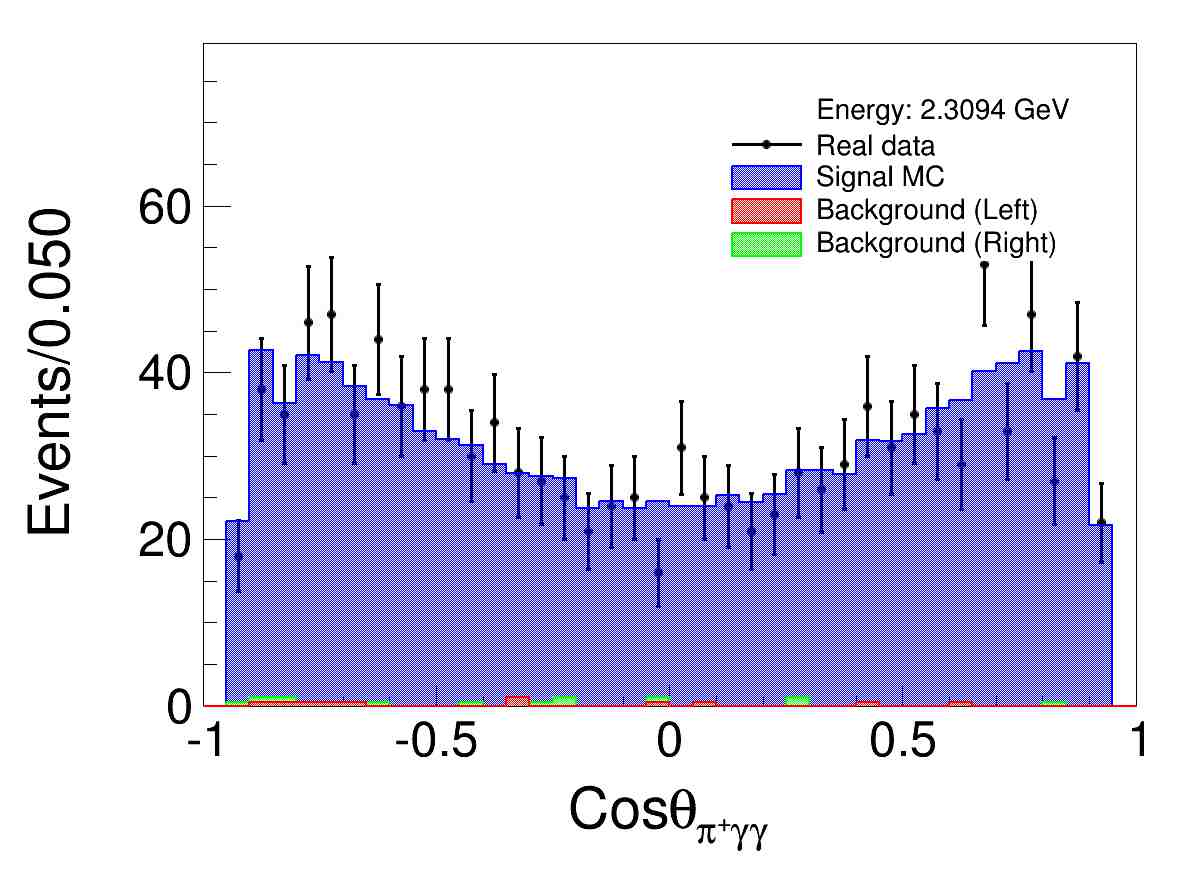 Energy: 2.3094 GeV
Real data
Signal MC
Background (Left)
Background (Right)
Events/0.050
60
40
20
0
-1 -0.5 0 0.5 1
Cosθπ⁺γγ